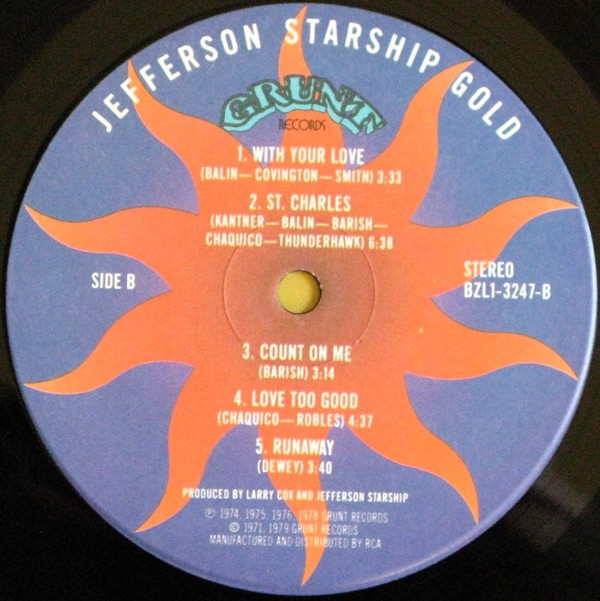 JEFFERSON STARSHIP GOLD
GRUNT
RECORDS
1. WITH YOUR LOVE
(BALIN—COVINGTON—SMITH) 3:33
2. ST. CHARLES
(KANTNER—BALIN—BARISH—
CHAQUICO—THUNDERHAWK) 6:38
SIDE B
STEREO
BZL1-3247-B
3. COUNT ON ME
(BARISH) 3:14
4. LOVE TOO GOOD
(CHAQUICO—ROBLES) 4:37
5. RUNAWAY
(DEWEY) 3:40
PRODUCED BY LARRY COX AND JEFFERSON STARSHIP
℗ 1974, 1975, 1976, 1978 GRUNT RECORDS
© 1971, 1979 GRUNT RECORDS
MANUFACTURED AND DISTRIBUTED BY RCA